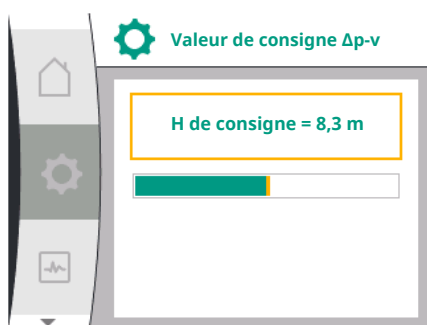 Valeur de consigne Δp-v
H de consigne = 8,3 m